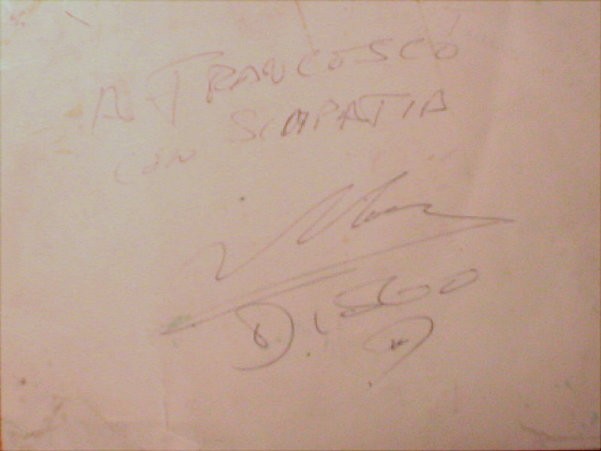 A FRANCESCO
CON SIMPATIA
DIEGO